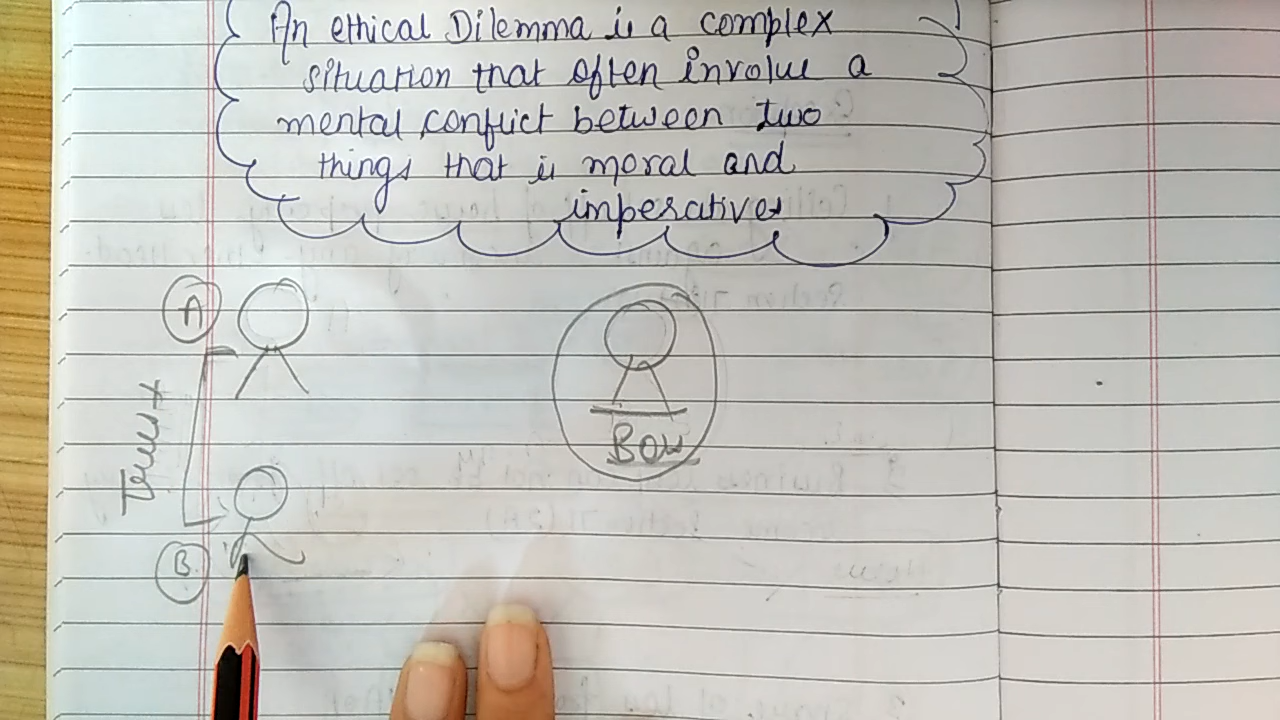 An ethical Dilemma is a complex
situation that often involve a
mental conflict between two
things that is moral and
imperatives
A
Trust
Bow
B